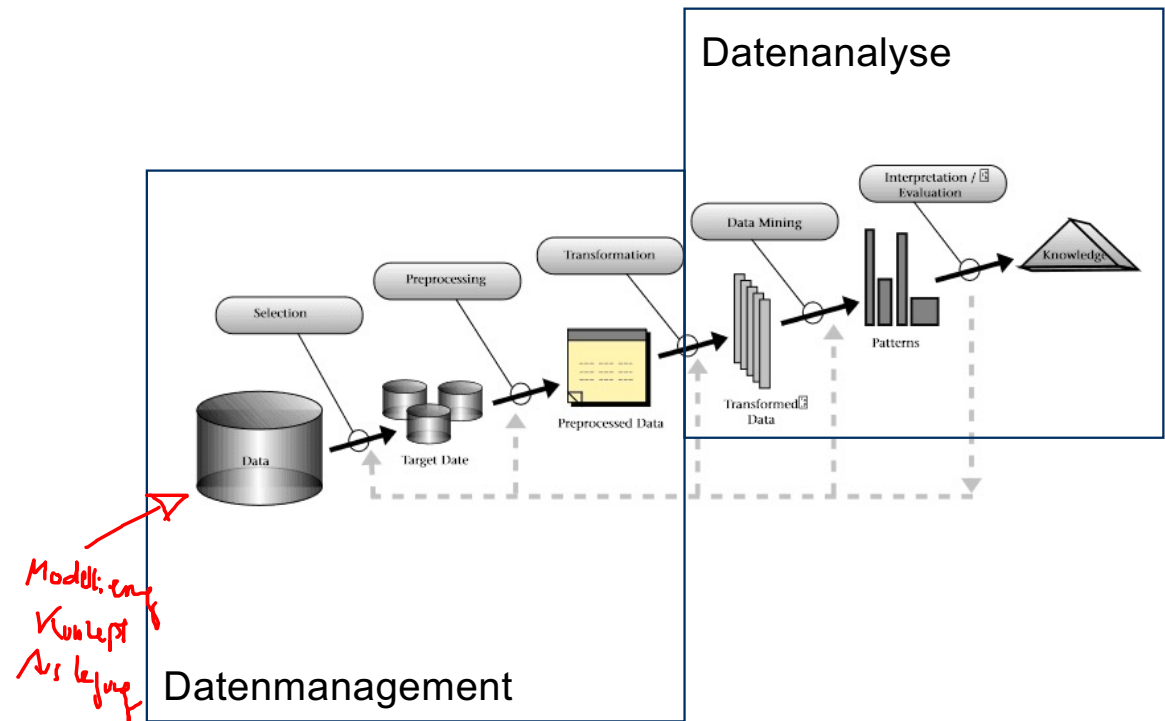 Datenanalyse
Interpretation /
Evaluation
Data Mining
Knowledge
Transformation
Preprocessing
Patterns
Selection
Transformed
Data
Preprocessed Data
Target Date
Data
Modellierung
Konzept
Auslegung
Datenmanagement